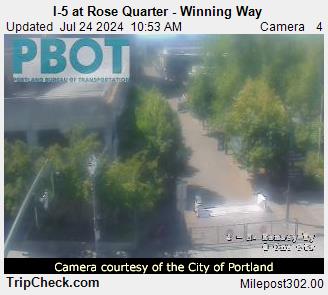 I-5 at Rose Quarter - Winning Way
Updated Jul 24 2024 10:53 AM Camera 4
PBOT
PORTLAND BUREAU OF TRANSPORTATION
Camera courtesy of the City of Portland
TripCheck.com Milepost302.00